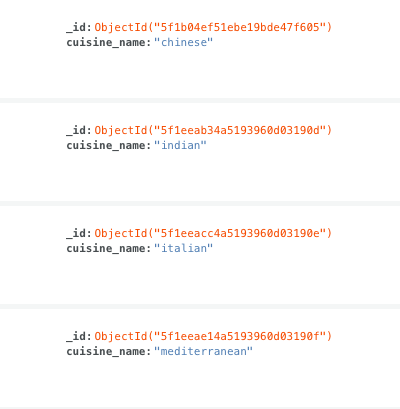 _id: ObjectId("5f1b04ef51ebe19bde47f605")
cuisine_name: "chinese"
_id: ObjectId("5f1eeab34a5193960d03190d")
cuisine_name: "indian"
_id: ObjectId("5f1eeacc4a5193960d03190e")
cuisine_name: "italian"
_id: ObjectId("5f1eeae14a5193960d03190f")
cuisine_name: "mediterranean"